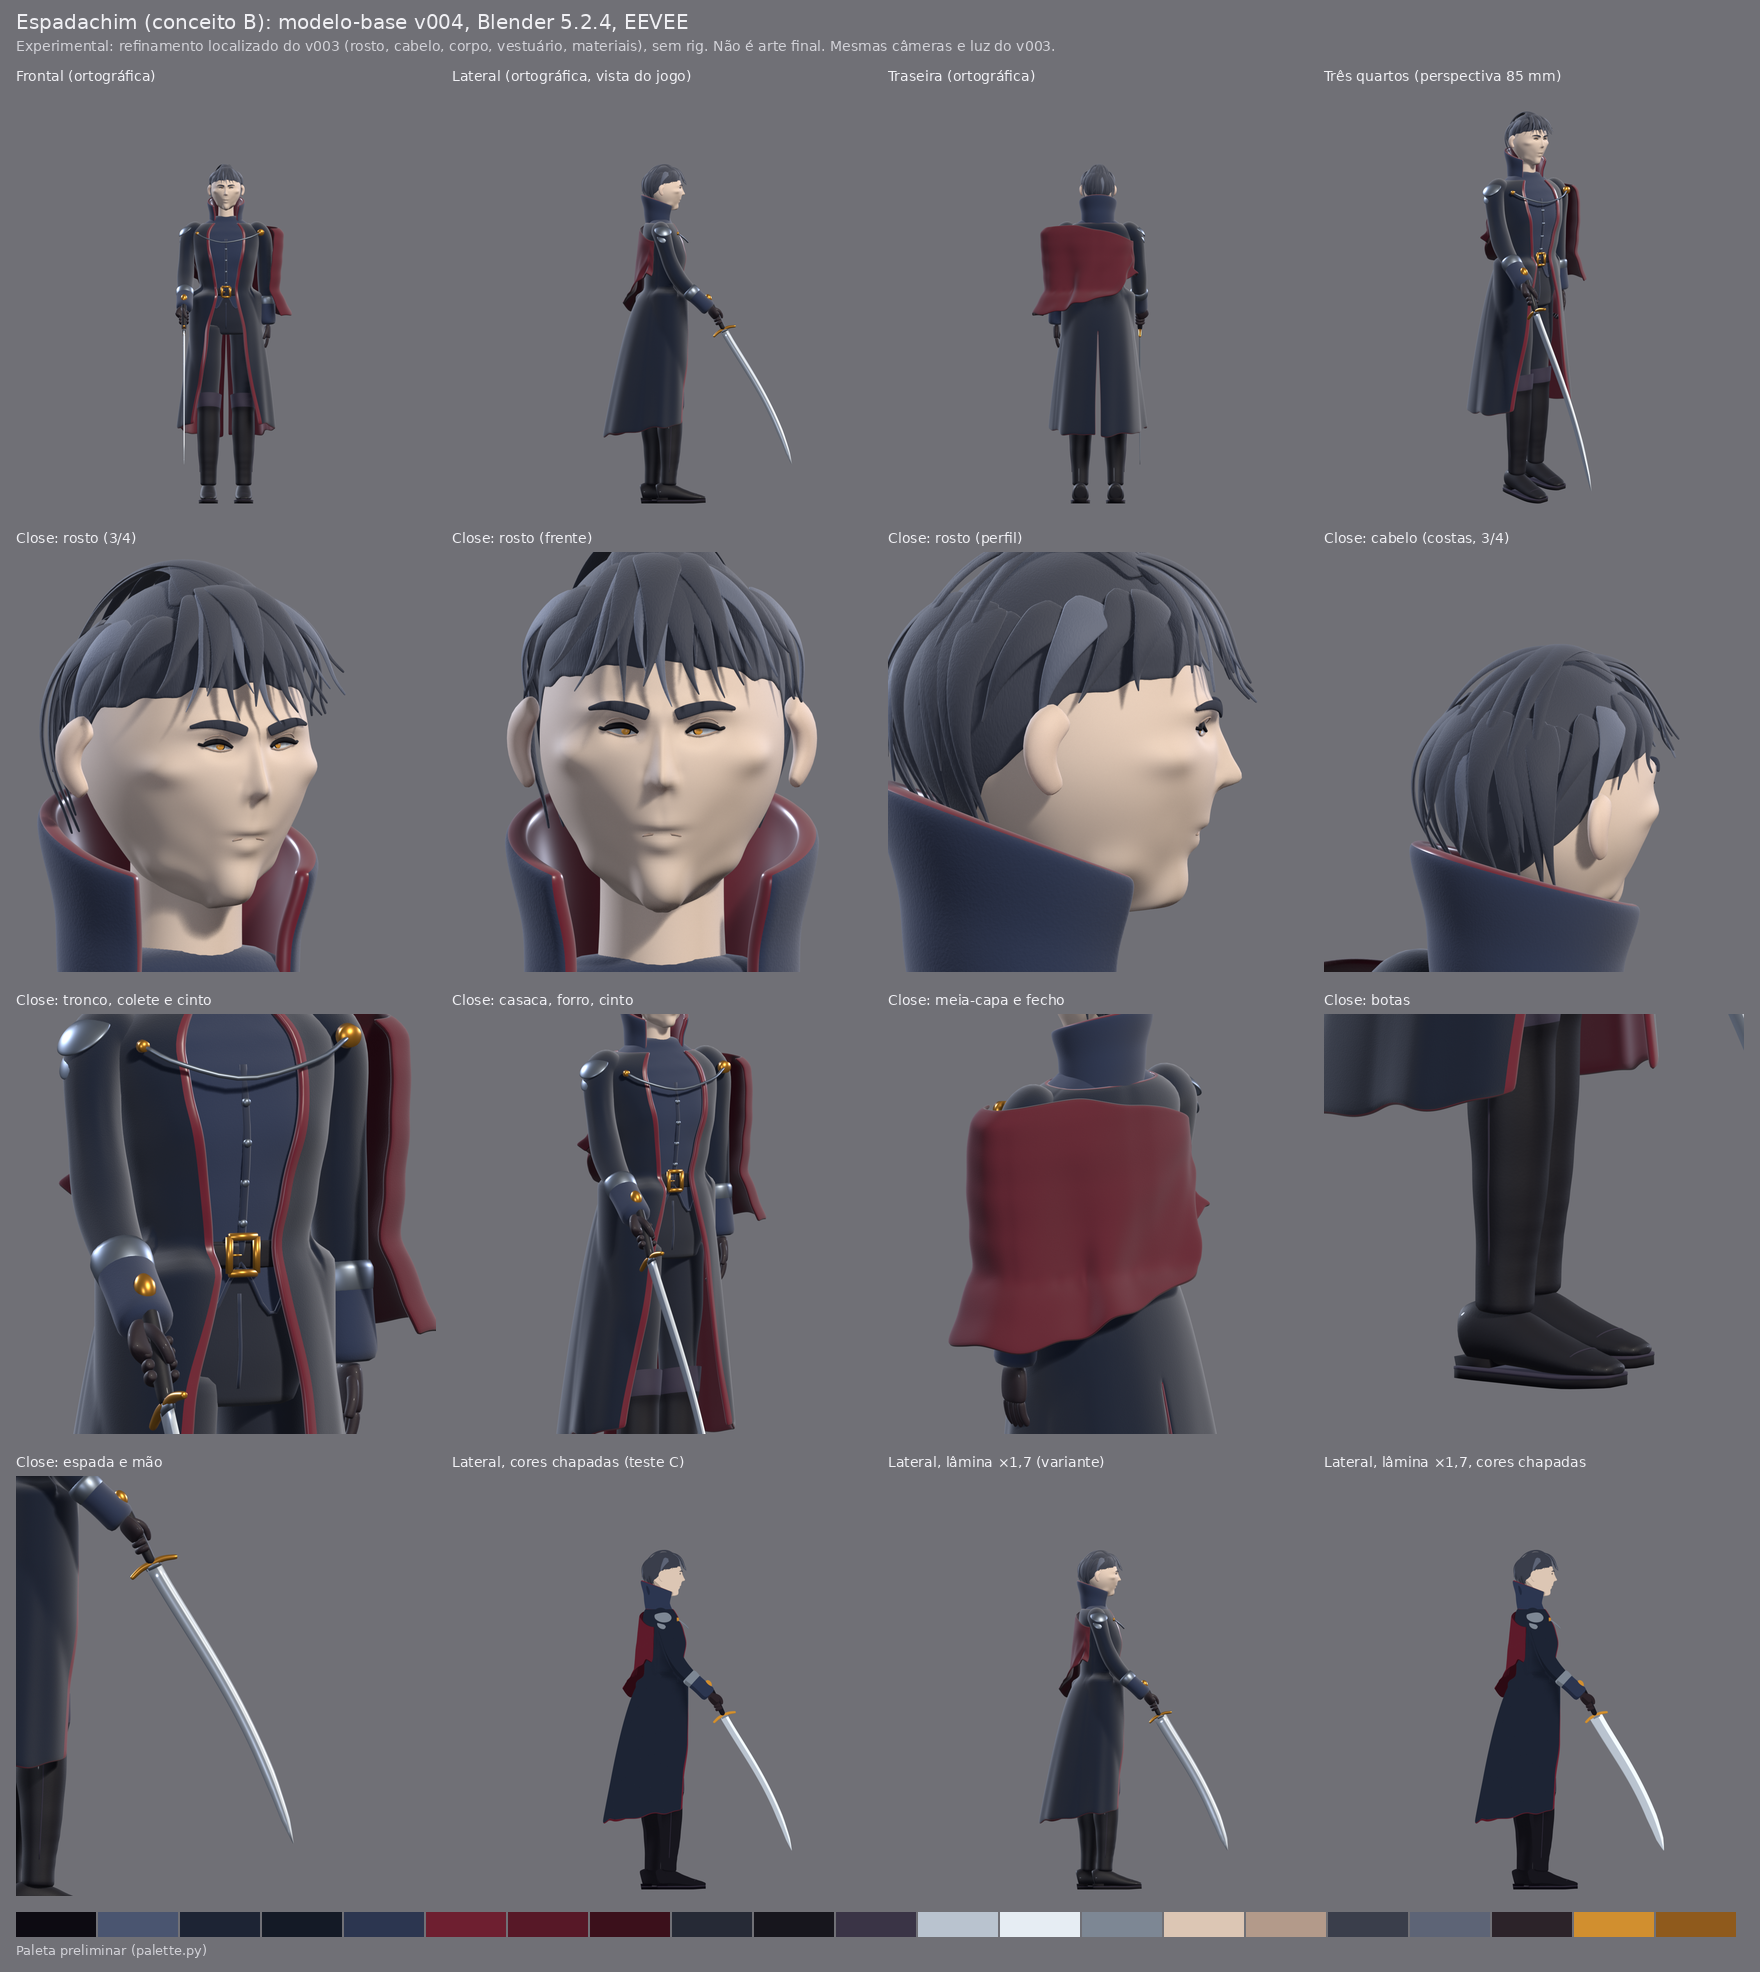 Espadachim (conceito B): modelo-base v004, Blender 5.2.4, EEVEE
Experimental: refinamento localizado do v003 (rosto, cabelo, corpo, vestuário, materiais), sem rig. Não é arte final. Mesmas câmeras e luz do v003.
Frontal (ortográfica)
Lateral (ortográfica, vista do jogo)
Traseira (ortográfica)
Três quartos (perspectiva 85 mm)
Close: rosto (3/4)
Close: rosto (frente)
Close: rosto (perfil)
Close: cabelo (costas, 3/4)
Close: tronco, colete e cinto
Close: casaca, forro, cinto
Close: meia-capa e fecho
Close: botas
Close: espada e mão
Lateral, cores chapadas (teste C)
Lateral, lâmina ×1,7 (variante)
Lateral, lâmina ×1,7, cores chapadas
Paleta preliminar (palette.py)